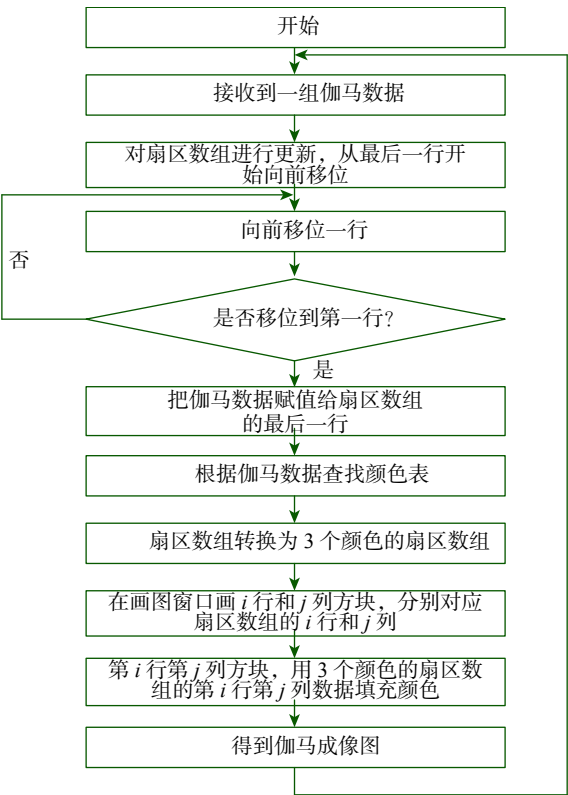 开始
接收到一组伽马数据
对扇区数组进行更新，从最后一行开
始向前移位
向前移位一行
否
是否移位到第一行？
是
把伽马数据赋值给扇区数组
的最后一行
根据伽马数据查找颜色表
扇区数组转换为 3 个颜色的扇区数组
在画图窗口画 i 行和 j 列方块，分别对应
扇区数组的 i 行和 j 列
第 i 行第 j 列方块，用 3 个颜色的扇区数
组的第 i 行第 j 列数据填充颜色
得到伽马成像图